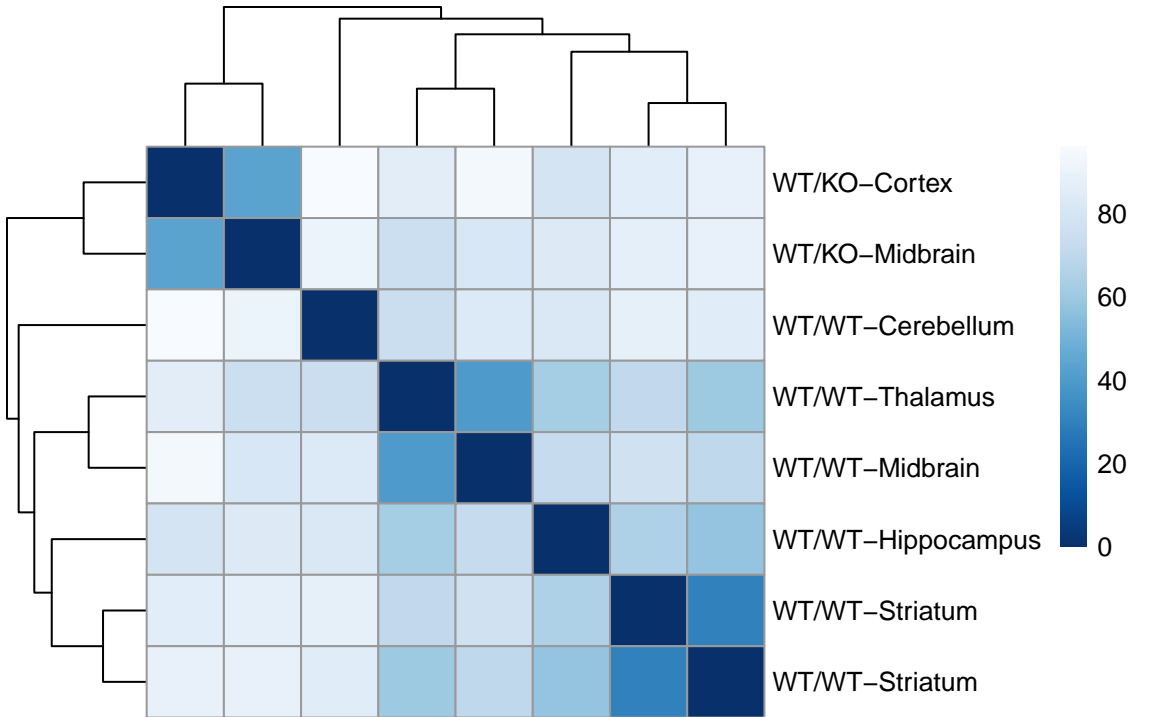 WT/KO−Cortex
WT/KO−Midbrain
WT/WT−Cerebellum
WT/WT−Thalamus
WT/WT−Midbrain
WT/WT−Hippocampus
WT/WT−Striatum
WT/WT−Striatum
80
60
40
20
0